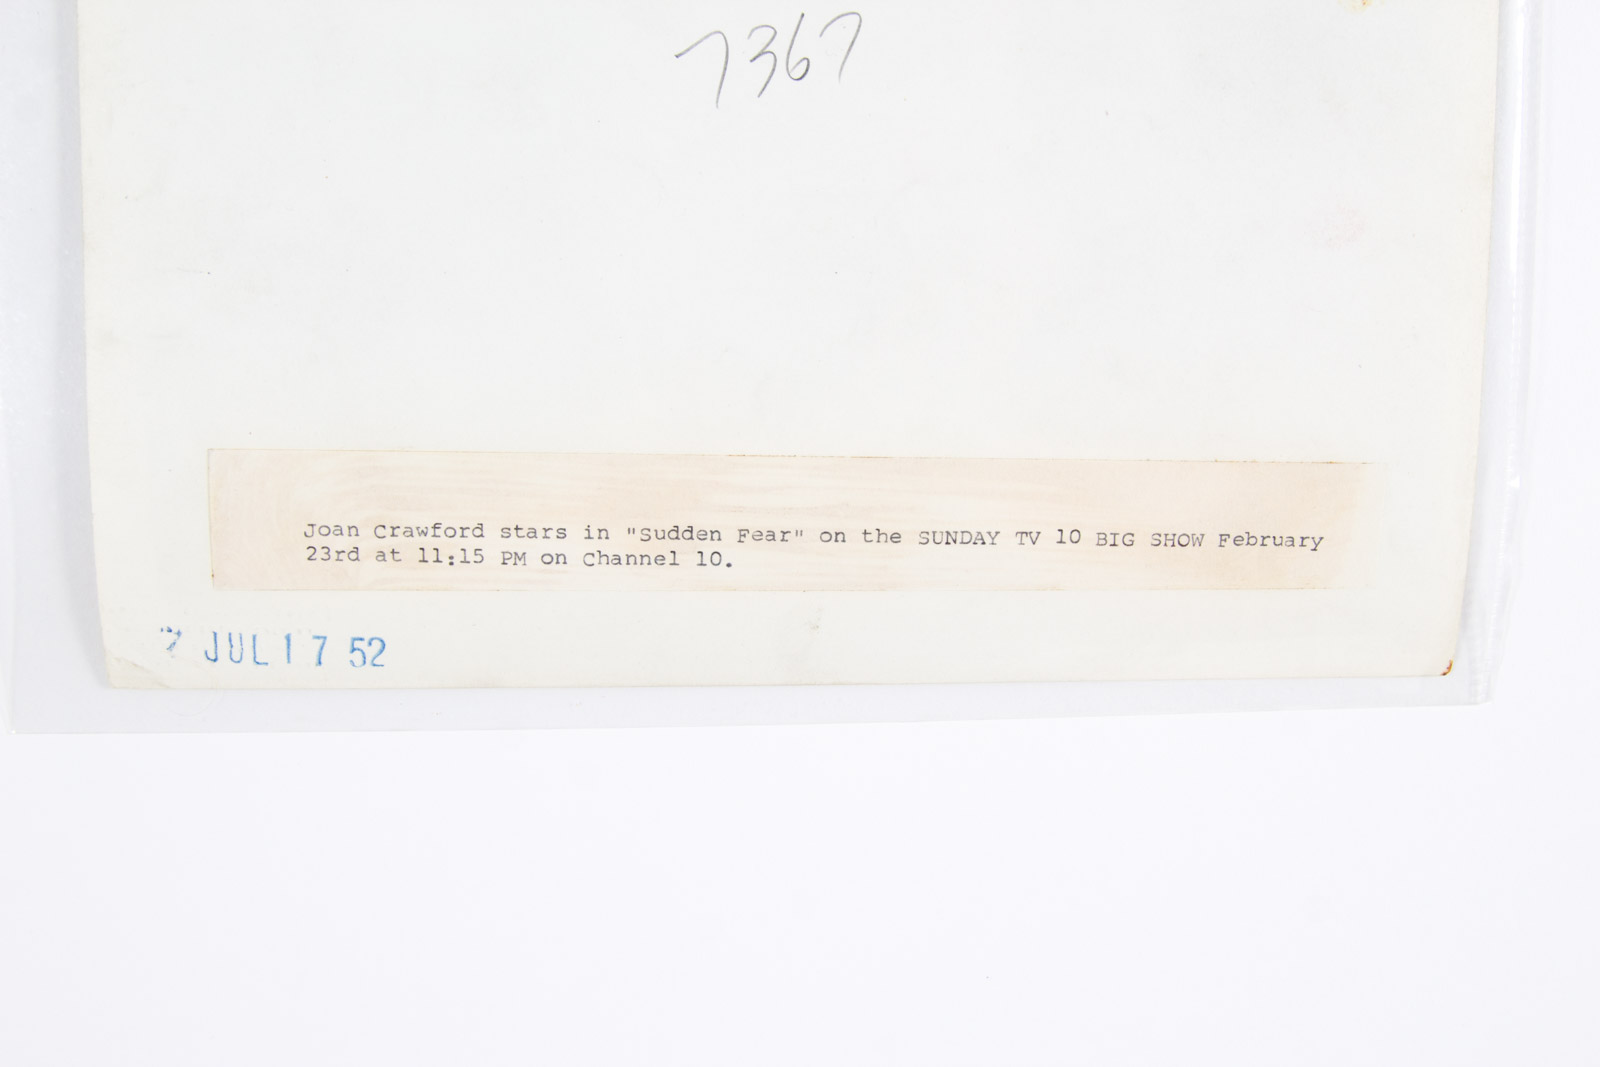 7367
Joan Crawford stars in "Sudden Fear" on the SUNDAY TV 10 BIG SHOW February
23rd at 11:15 PM on Channel 10.
JUL 17 52